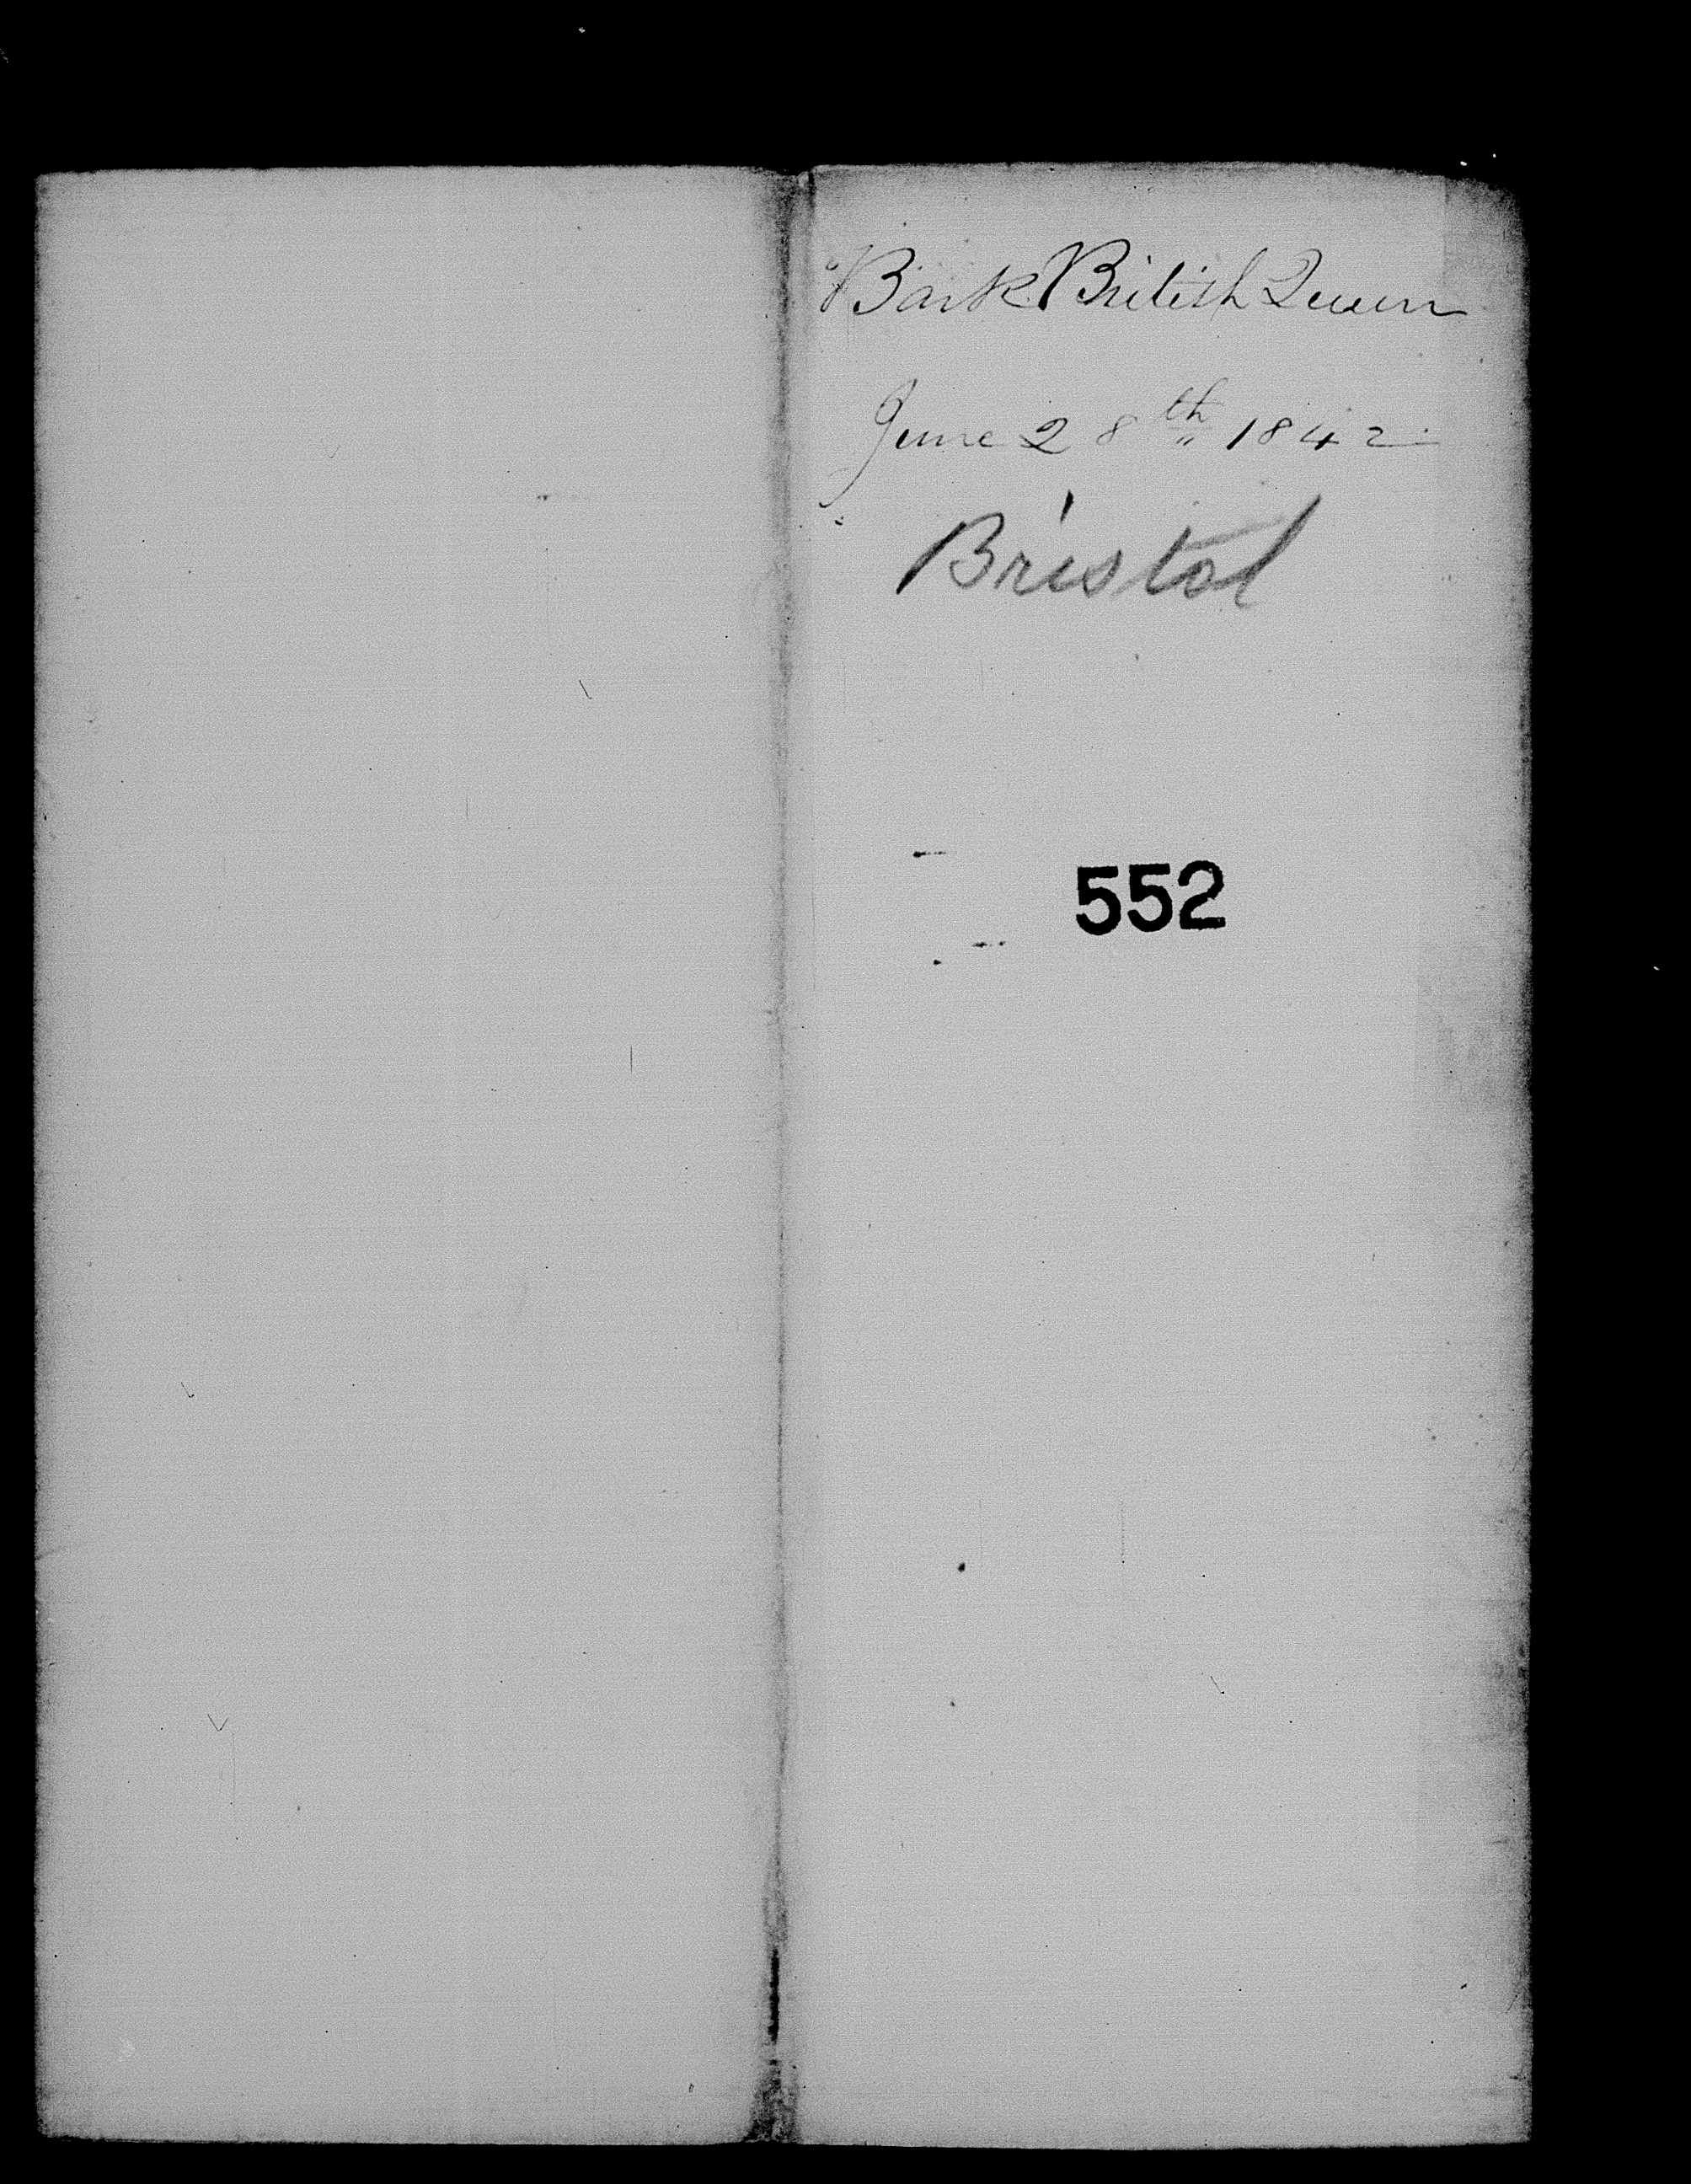 Bark British Queen
June 28th 1842
Bristol
552